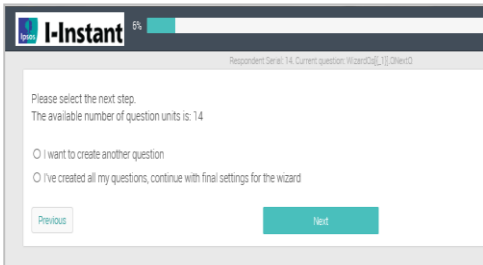 Ipsos I-Instant 6%
Respondent Serial: 14. Current question: WizardQs[{_1}].QNextQ
Please select the next step.
The available number of question units is: 14
I want to create another question
I've created all my questions, continue with final settings for the wizard
Previous Next